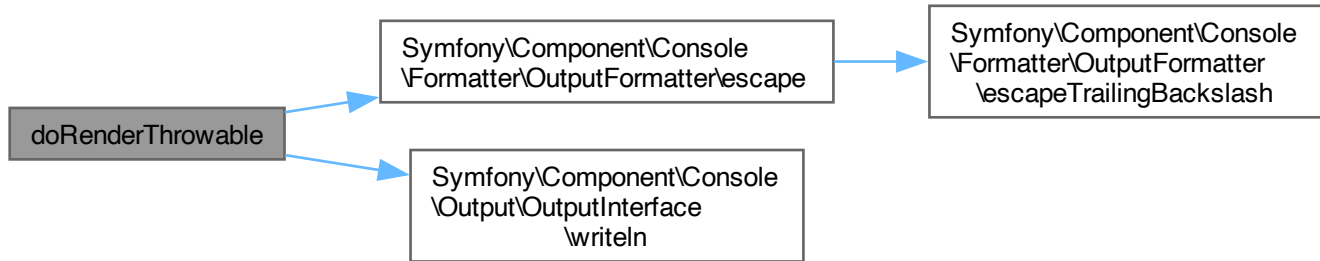 doRenderThrowable
Symfony\Component\Console
\Formatter\OutputFormatter\escape
Symfony\Component\Console
\Formatter\OutputFormatter
\escapeTrailingBackslash
Symfony\Component\Console
\Output\OutputInterface
\writeln